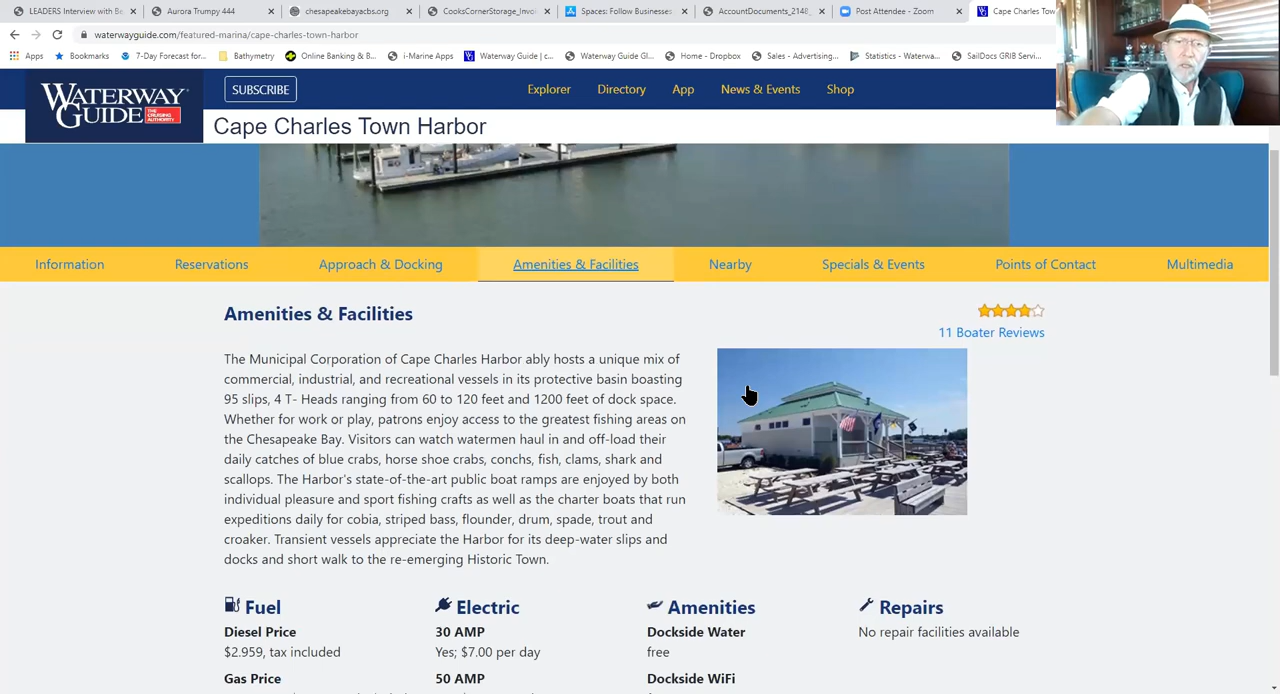 LEADERS Interview with Be
Aurora Trumpy 444
chesapeakebayacbs.org
CooksCornerStorage_Invoi
Spaces: Follow Businesses
AccountDocuments_2148_
Post Attendee - Zoom
Cape Charles Tow
waterwayguide.com/featured-marina/cape-charles-town-harbor
Apps
Bookmarks
7-Day Forecast for...
Bathymetry
Online Banking & B...
i-Marine Apps
Waterway Guide | c...
Waterway Guide Gl...
Home - Dropbox
Sales - Advertising...
Statistics - Waterwa...
SailDocs GRIB Servi...
WATERWAY GUIDE THE CRUISING AUTHORITY
SUBSCRIBE
Explorer
Directory
App
News & Events
Shop
Cape Charles Town Harbor
Information
Reservations
Approach & Docking
Amenities & Facilities
Nearby
Specials & Events
Points of Contact
Multimedia
Amenities & Facilities
11 Boater Reviews
The Municipal Corporation of Cape Charles Harbor ably hosts a unique mix of
commercial, industrial, and recreational vessels in its protective basin boasting
95 slips, 4 T- Heads ranging from 60 to 120 feet and 1200 feet of dock space.
Whether for work or play, patrons enjoy access to the greatest fishing areas on
the Chesapeake Bay. Visitors can watch watermen haul in and off-load their
daily catches of blue crabs, horse shoe crabs, conchs, fish, clams, shark and
scallops. The Harbor's state-of-the-art public boat ramps are enjoyed by both
individual pleasure and sport fishing crafts as well as the charter boats that run
expeditions daily for cobia, striped bass, flounder, drum, spade, trout and
croaker. Transient vessels appreciate the Harbor for its deep-water slips and
docks and short walk to the re-emerging Historic Town.
Fuel
Diesel Price
$2.959, tax included
Gas Price
Electric
30 AMP
Yes; $7.00 per day
50 AMP
Amenities
Dockside Water
free
Dockside WiFi
Repairs
No repair facilities available